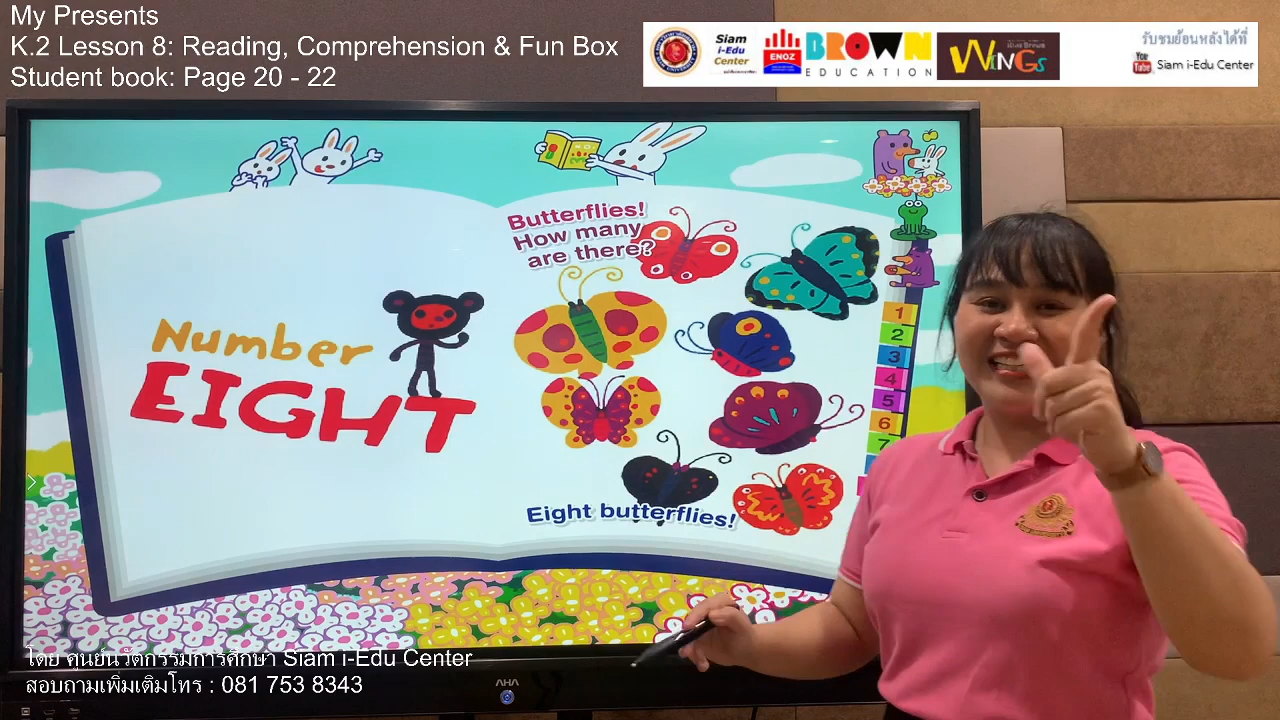 My Presents
K.2 Lesson 8: Reading, Comprehension & Fun Box
Student book: Page 20 - 22
Siam
i-Edu
Center
ENOZ
BROWN
EDUCATION
WiNGS
รับชมย้อนหลังได้ที่
You Tube Siam i-Edu Center
Butterflies!
How many
are there?
Number
EIGHT
Eight butterflies!
1
2
3
4
5
6
7
โดย ศูนย์นวัตกรรมการศึกษา Siam i-Edu Center
สอบถามเพิ่มเติมโทร : 081 753 8343
AHA